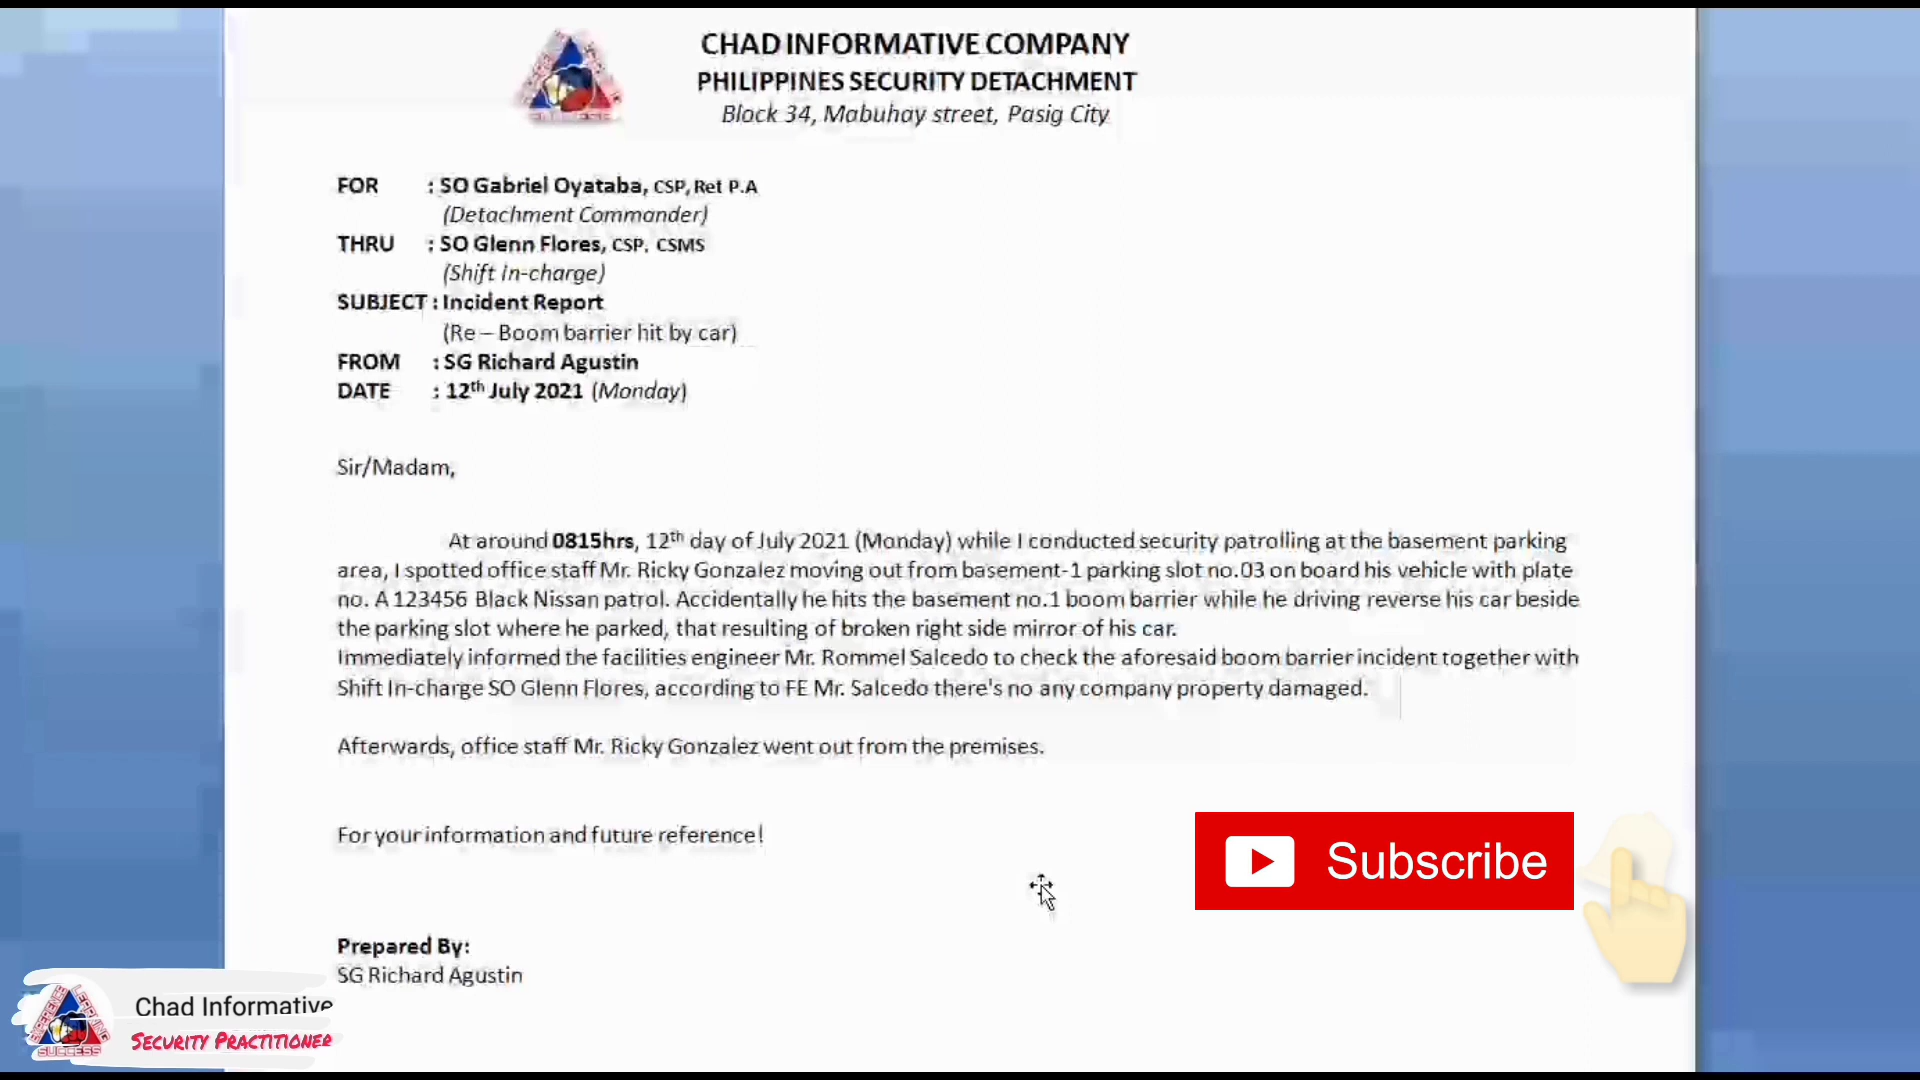 CHAD INFORMATIVE COMPANY
PHILIPPINES SECURITY DETACHMENT
Block 34, Mabuhay street, Pasig City
FOR : SO Gabriel Oyataba, CSP, Ret P.A
(Detachment Commander)
THRU : SO Glenn Flores, CSP. CSMS
(Shift In-charge)
SUBJECT : Incident Report
(Re – Boom barrier hit by car)
FROM : SG Richard Agustin
DATE : 12th July 2021 (Monday)
Sir/Madam,
At around 0815hrs, 12th day of July 2021 (Monday) while I conducted security patrolling at the basement parking
area, I spotted office staff Mr. Ricky Gonzalez moving out from basement-1 parking slot no.03 on board his vehicle with plate
no. A 123456 Black Nissan patrol. Accidentally he hits the basement no.1 boom barrier while he driving reverse his car beside
the parking slot where he parked, that resulting of broken right side mirror of his car.
Immediately informed the facilities engineer Mr. Rommel Salcedo to check the aforesaid boom barrier incident together with
Shift In-charge SO Glenn Flores, according to FE Mr. Salcedo there's no any company property damaged.
Afterwards, office staff Mr. Ricky Gonzalez went out from the premises.
For your information and future reference!
Subscribe
Prepared By:
SG Richard Agustin
Chad Informative
SECURITY PRACTITIONER
EXPERIENCE
LEARNING
SUCCESS